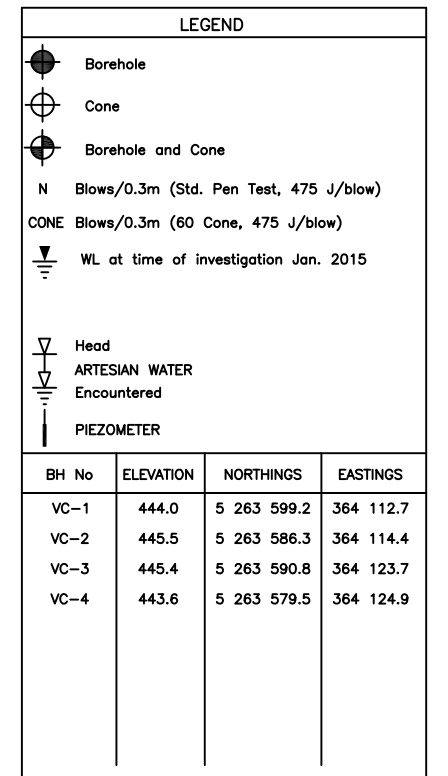 LEGEND
Borehole
Cone
Borehole and Cone
N Blows/0.3m (Std. Pen Test, 475 J/blow)
CONE Blows/0.3m (60 Cone, 475 J/blow)
WL at time of investigation Jan. 2015
Head
ARTESIAN WATER
Encountered
PIEZOMETER
BH No ELEVATION NORTHINGS EASTINGS
VC-1 444.0 5 263 599.2 364 112.7
VC-2 445.5 5 263 586.3 364 114.4
VC-3 445.4 5 263 590.8 364 123.7
VC-4 443.6 5 263 579.5 364 124.9